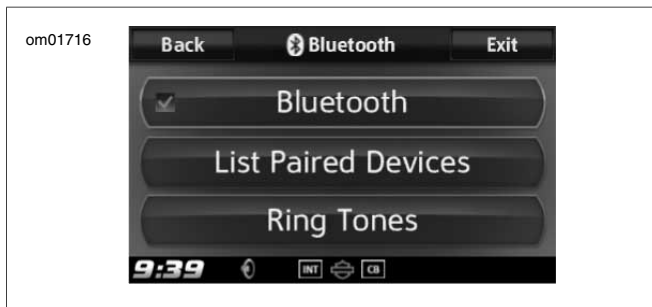 om01716
Back Bluetooth Exit
Bluetooth
List Paired Devices
Ring Tones
9:39 INT CB